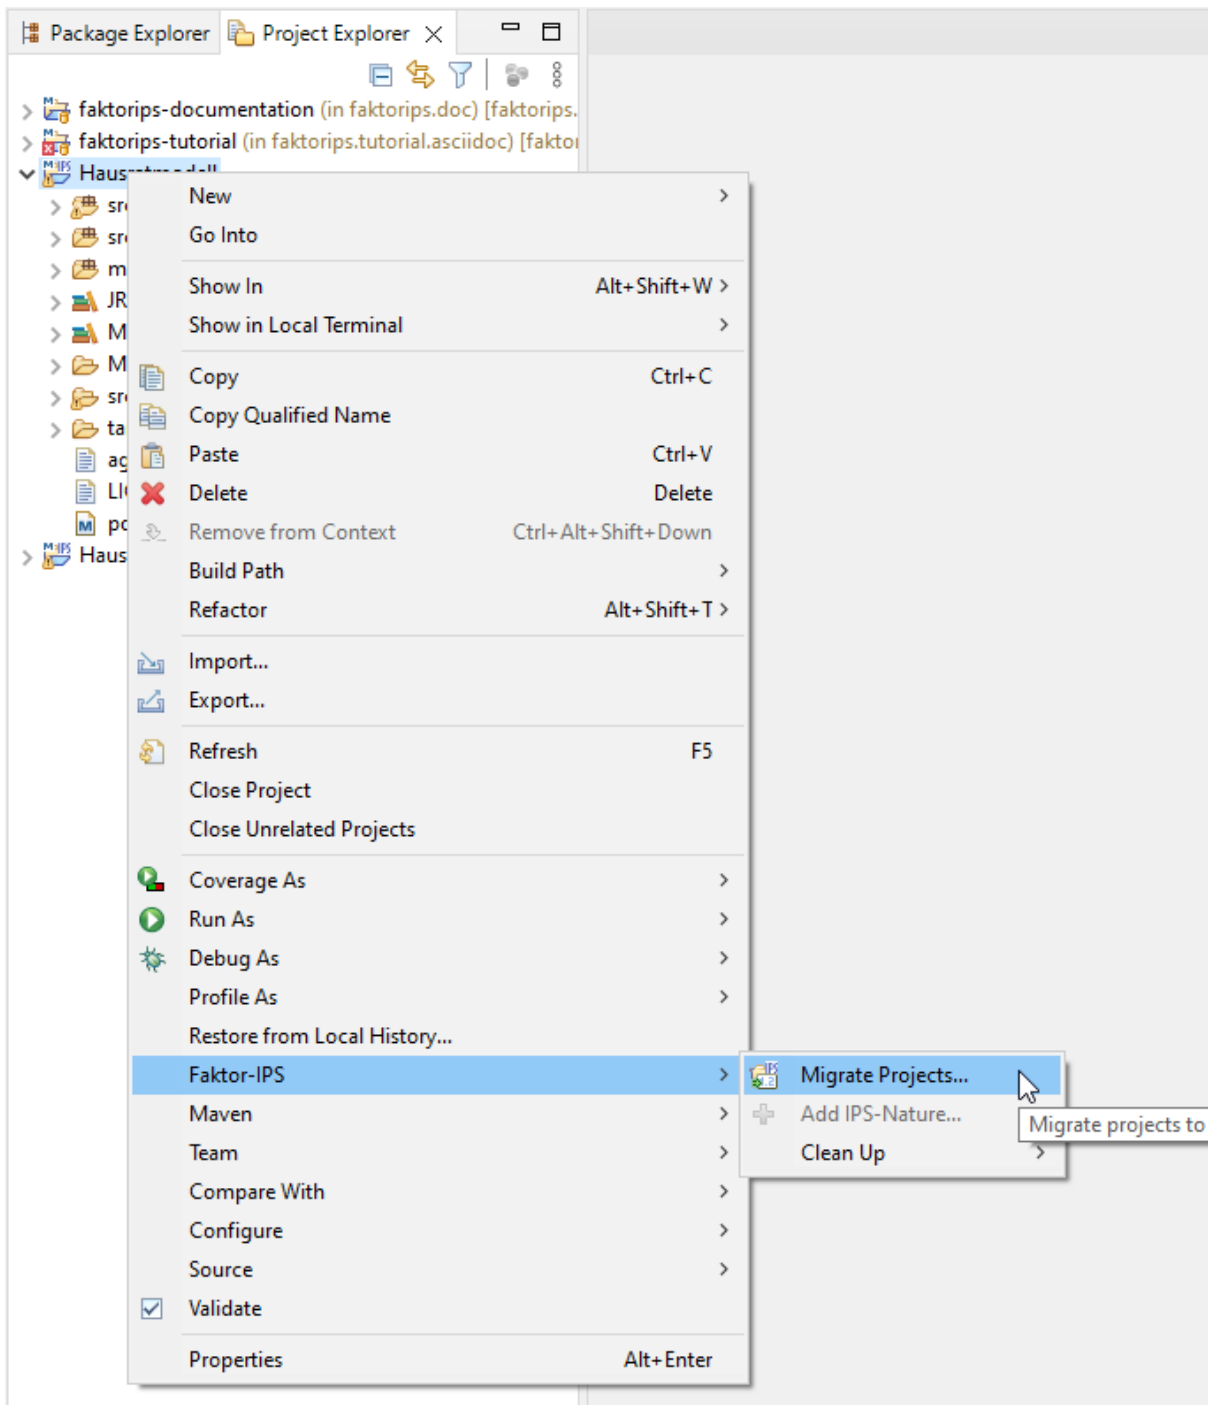 Package Explorer Project Explorer
faktorips-documentation (in faktorips.doc) [faktorips.
faktorips-tutorial (in faktorips.tutorial.asciidoc) [fakto
Hausratmodell
New
Go Into
Show In Alt+Shift+W
Show in Local Terminal
JR
M
M
Copy Ctrl+C
Copy Qualified Name
Paste Ctrl+V
Delete Delete
Remove from Context Ctrl+Alt+Shift+Down
Haus
Build Path
Refactor Alt+Shift+T
Import...
Export...
Refresh F5
Close Project
Close Unrelated Projects
Coverage As
Run As
Debug As
Profile As
Restore from Local History...
Faktor-IPS
Migrate Projects...
Maven
Add IPS-Nature...
Migrate projects to
Team
Clean Up
Compare With
Configure
Source
Validate
Properties Alt+Enter